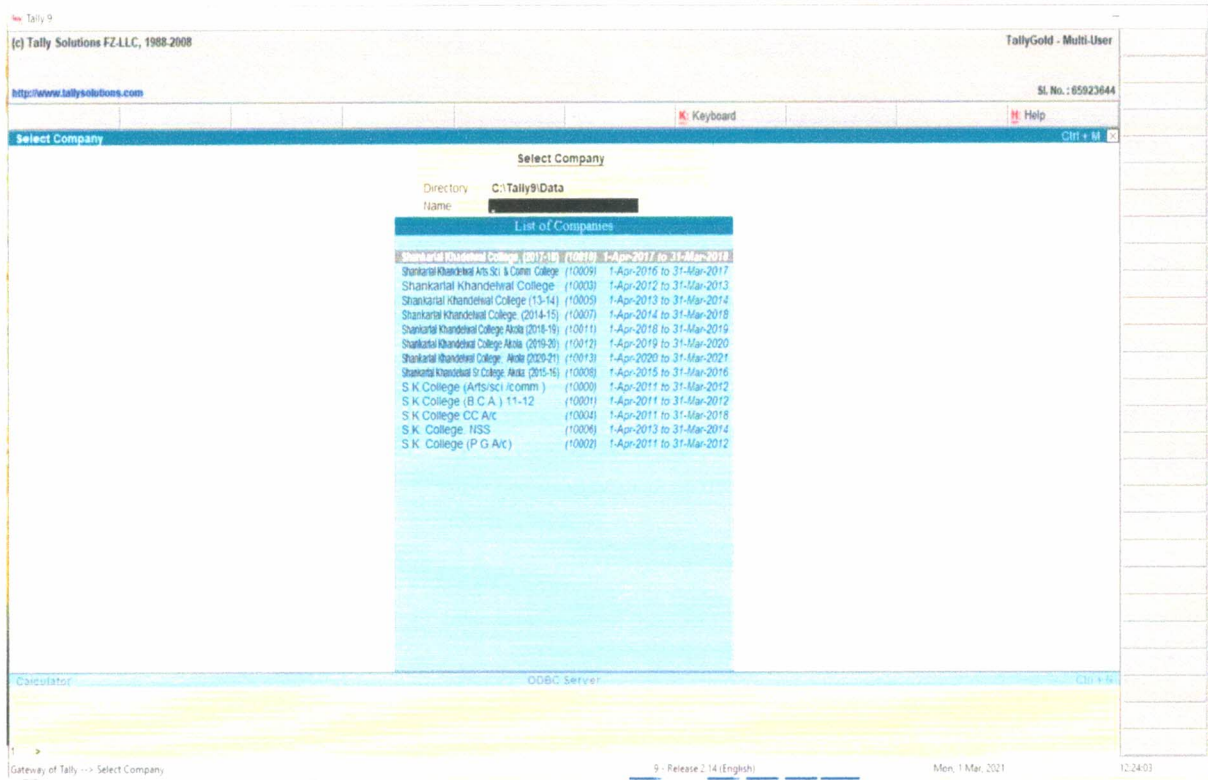 Tally 9
(c) Tally Solutions FZ-LLC, 1988-2008 TallyGold - Multi-User
http://www.tallysolutions.com Sl. No. : 65923644
K: Keyboard H: Help
Select Company Ctrl + M
Select Company
Directory C:\Tally9\Data
Name
List of Companies
Shankarlal Khandelwal College, (2017-18) (10010) 1-Apr-2017 to 31-Mar-2018
Shankarlal Khandelwal Arts Sci. & Comm. College (10009) 1-Apr-2016 to 31-Mar-2017
Shankarlal Khandelwal College (10003) 1-Apr-2012 to 31-Mar-2013
Shankarlal Khandelwal College (13-14) (10005) 1-Apr-2013 to 31-Mar-2014
Shankarlal Khandelwal College. (2014-15) (10007) 1-Apr-2014 to 31-Mar-2018
Shankarlal Khandelwal College Akola (2018-19) (10011) 1-Apr-2018 to 31-Mar-2019
Shankarlal Khandelwal College Akola. (2019-20) (10012) 1-Apr-2019 to 31-Mar-2020
Shankarlal Khandelwal College. Akola (2020-21) (10013) 1-Apr-2020 to 31-Mar-2021
Shankarlal Khandelwal Sr College. Akola. (2015-16) (10008) 1-Apr-2015 to 31-Mar-2016
S.K.College (Arts/sci./comm.) (10000) 1-Apr-2011 to 31-Mar-2012
S.K.College (B.C.A.) 11-12 (10001) 1-Apr-2011 to 31-Mar-2012
S.K.College CC A/c (10004) 1-Apr-2011 to 31-Mar-2018
S.K. College. NSS (10006) 1-Apr-2013 to 31-Mar-2014
S.K. College (P.G.A/c) (10002) 1-Apr-2011 to 31-Mar-2012
Calculator ODBC Server Ctrl + N
1 >
Gateway of Tally --> Select Company 9 - Release 2.14 (English) Mon, 1 Mar, 2021 12:24:03